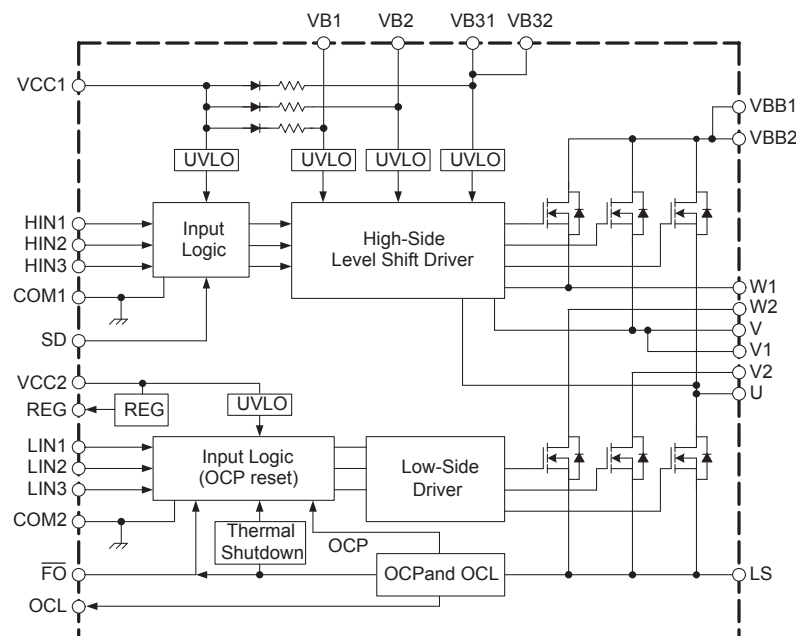 VB1
VB2
VB31
VB32
VCC1
VBB1
VBB2
UVLO
UVLO
UVLO
UVLO
HIN1
HIN2
HIN3
Input
Logic
High-Side
Level Shift Driver
COM1
SD
W1
W2
V
V1
V2
U
VCC2
REG
REG
UVLO
LIN1
LIN2
LIN3
Input Logic
(OCP reset)
Low-Side
Driver
COM2
Thermal
Shutdown
OCP
FO
OCPand OCL
LS
OCL